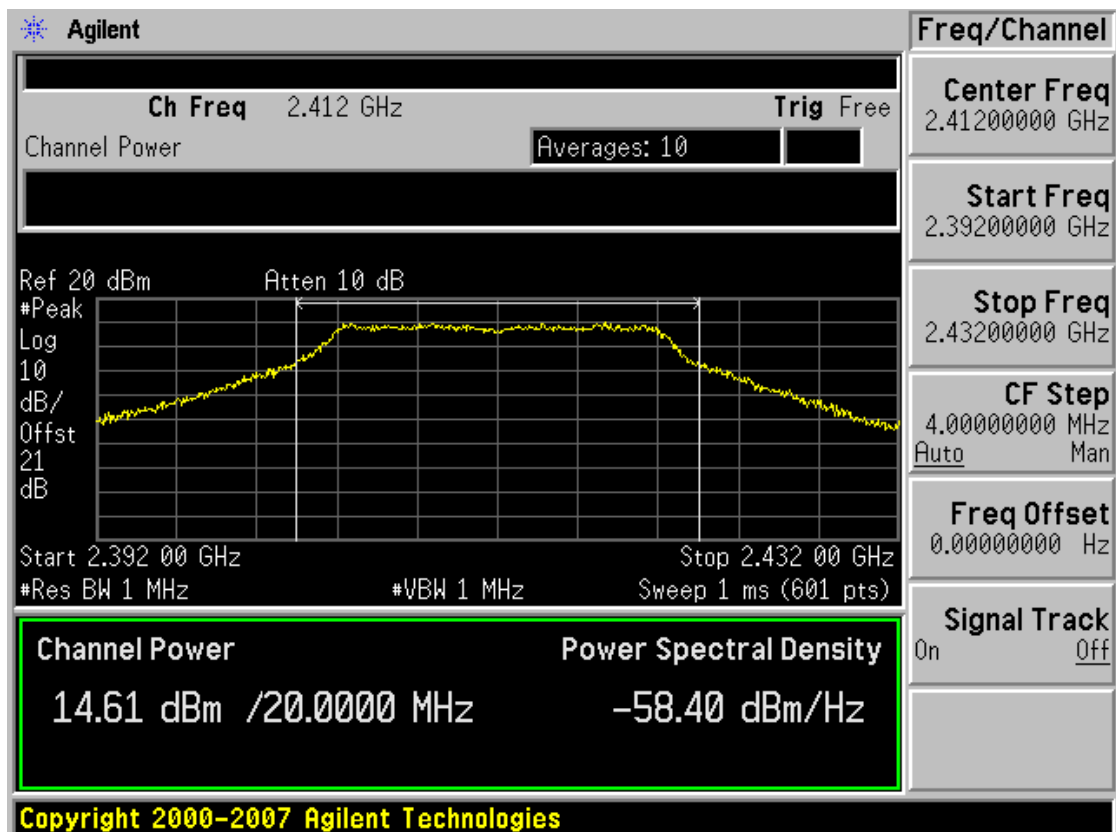 Agilent
Freq/Channel
Ch Freq 2.412 GHz
Trig Free
Channel Power
Averages: 10
Ref 20 dBm
Atten 10 dB
#Peak
Log
10
dB/
Offst
21
dB
Start 2.392 00 GHz
Stop 2.432 00 GHz
#Res BW 1 MHz
#VBW 1 MHz
Sweep 1 ms (601 pts)
Channel Power
Power Spectral Density
14.61 dBm /20.0000 MHz
-58.40 dBm/Hz
Copyright 2000-2007 Agilent Technologies
Center Freq
2.41200000 GHz
Start Freq
2.39200000 GHz
Stop Freq
2.43200000 GHz
CF Step
4.00000000 MHz
Auto Man
Freq Offset
0.00000000 Hz
Signal Track
On Off